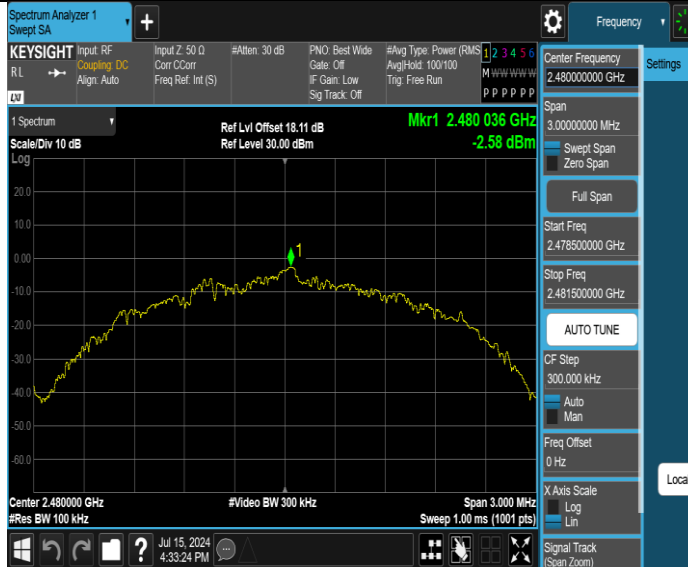 Spectrum Analyzer 1
Swept SA
+
Frequency
KEYSIGHT
RL
LXI
Input: RF
Coupling: DC
Align: Auto
Input Z: 50 Ω
Corr CCorr
Freq Ref: Int (S)
#Atten: 30 dB
PNO: Best Wide
Gate: Off
IF Gain: Low
Sig Track: Off
#Avg Type: Power (RMS
Avg|Hold: 100/100
Trig: Free Run
1 2 3 4 5 6
M W W W W W
P P P P P P
Center Frequency
2.480000000 GHz
Settings
Span
3.00000000 MHz
Swept Span
Zero Span
Full Span
Start Freq
2.478500000 GHz
Stop Freq
2.481500000 GHz
AUTO TUNE
CF Step
300.000 kHz
Auto
Man
Freq Offset
0 Hz
X Axis Scale
Log
Lin
Signal Track
(Span Zoom)
Loca
1 Spectrum
Scale/Div 10 dB
Log
Ref Lvl Offset 18.11 dB
Ref Level 30.00 dBm
Mkr1 2.480 036 GHz
-2.58 dBm
20.0
10.0
0.00
-10.0
-20.0
-30.0
-40.0
-50.0
-60.0
1
Center 2.480000 GHz
#Res BW 100 kHz
#Video BW 300 kHz
Span 3.000 MHz
Sweep 1.00 ms (1001 pts)
?
Jul 15, 2024
4:33:24 PM